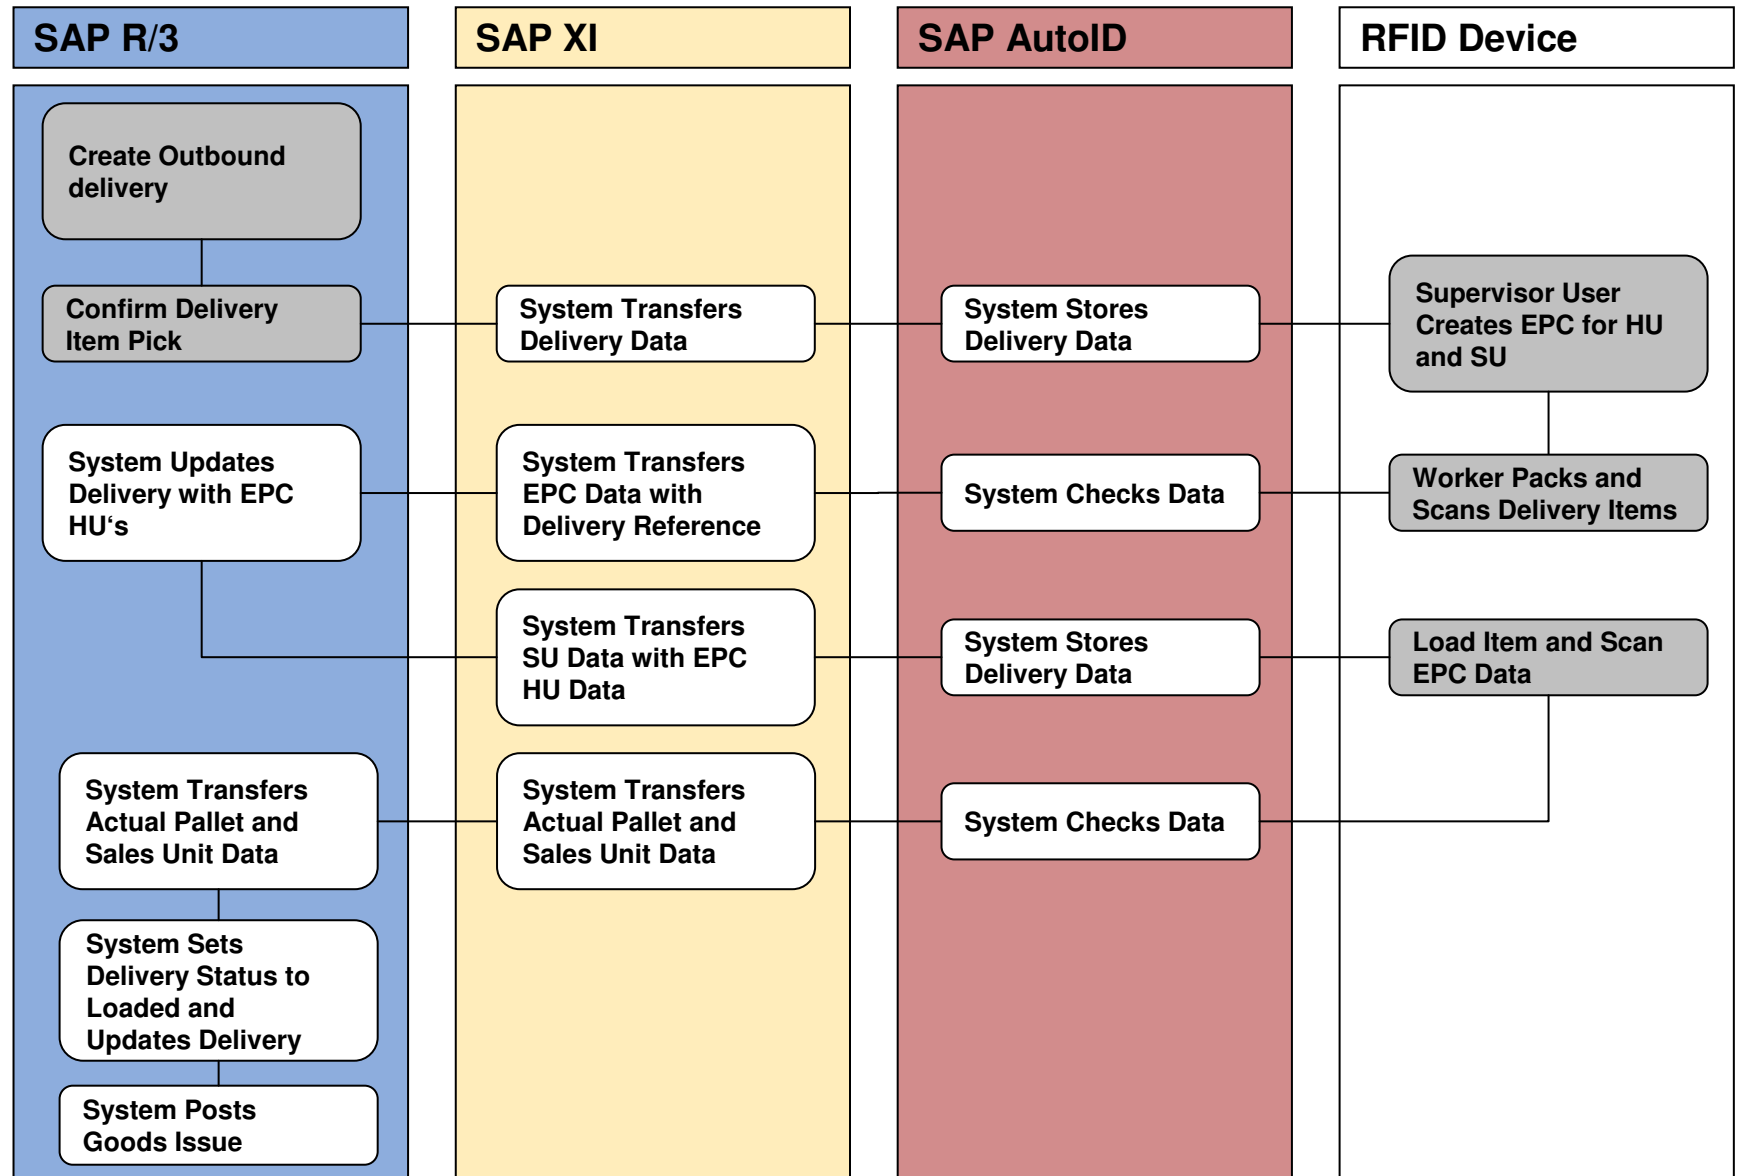 SAP R/3
SAP XI
SAP AutoID
RFID Device
Create Outbound
delivery
Confirm Delivery
Item Pick
System Transfers
Delivery Data
System Stores
Delivery Data
Supervisor User
Creates EPC for HU
and SU
System Updates
Delivery with EPC
HU‘s
System Transfers
EPC Data with
Delivery Reference
System Checks Data
Worker Packs and
Scans Delivery Items
System Transfers
SU Data with EPC
HU Data
System Stores
Delivery Data
Load Item and Scan
EPC Data
System Transfers
Actual Pallet and
Sales Unit Data
System Transfers
Actual Pallet and
Sales Unit Data
System Checks Data
System Sets
Delivery Status to
Loaded and
Updates Delivery
System Posts
Goods Issue